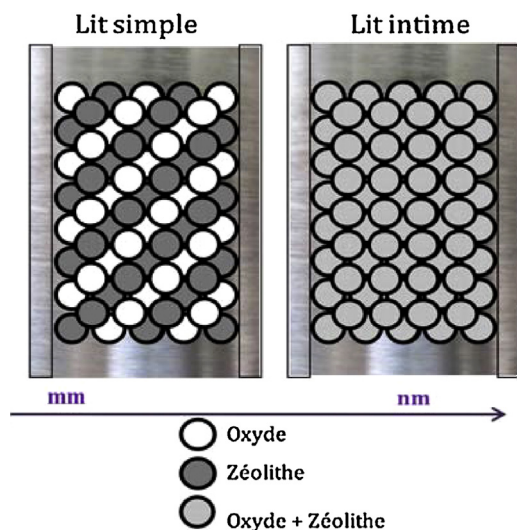 Lit simple
Lit intime
mm
nm
Oxyde
Zéolithe
Oxyde + Zéolithe